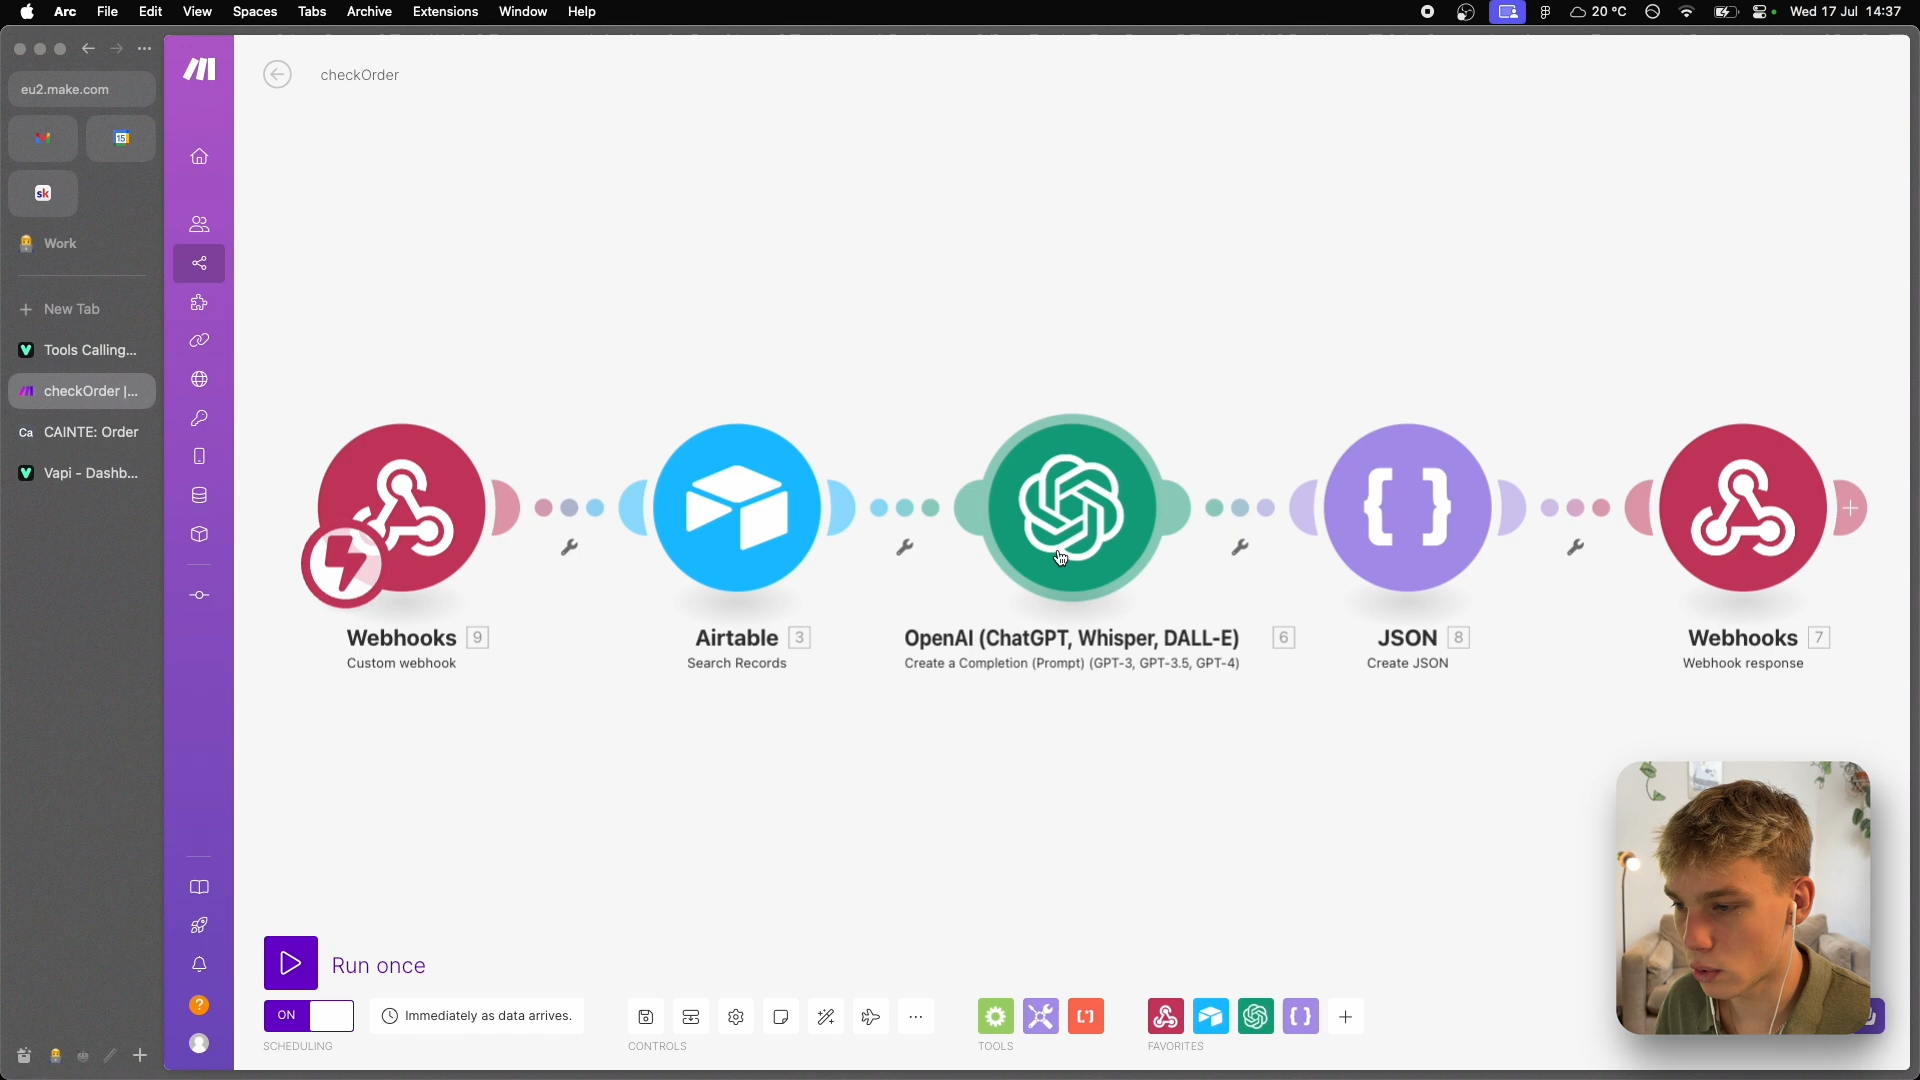 Arc File Edit View Spaces Tabs Archive Extensions Window Help
20 °C Wed 17 Jul 14:37
eu2.make.com
15
sk
Work
New Tab
Tools Calling...
checkOrder |...
Ca CAINTE: Order
Vapi - Dashb...
checkOrder
Webhooks 9
Custom webhook
Airtable 3
Search Records
OpenAI (ChatGPT, Whisper, DALL-E) 6
Create a Completion (Prompt) (GPT-3, GPT-3.5, GPT-4)
JSON 8
Create JSON
Webhooks 7
Webhook response
Run once
ON
Immediately as data arrives.
SCHEDULING
CONTROLS
TOOLS
FAVORITES